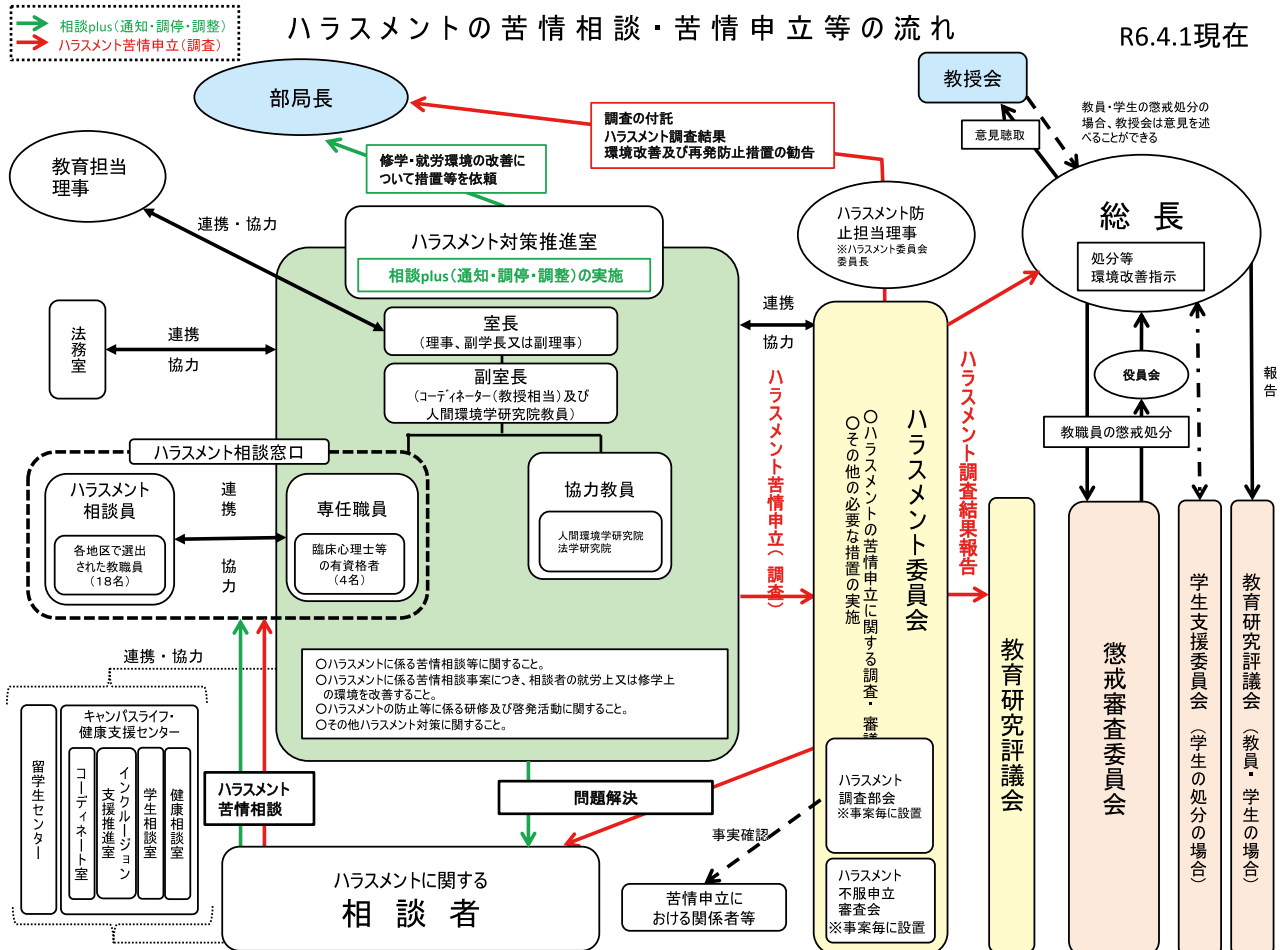 ハラスメントの苦情相談・苦情申立等の流れ
R6.4.1現在
相談plus(通知・調停・調整)
ハラスメント苦情申立(調査)
部局長
教授会
教員・学生の懲戒処分の
場合、教授会は意見を述
べることができる
意見聴取
調査の付託
ハラスメント調査結果
環境改善及び再発防止措置の勧告
修学・就労環境の改善に
ついて措置等を依頼
教育担当
理事
連携・協力
ハラスメント対策推進室
相談plus(通知・調停・調整)の実施
ハラスメント防
止担当理事
※ハラスメント委員会
委員長
総長
処分等
環境改善指示
法
務
室
連携
協力
室長
(理事、副学長又は副理事)
副室長
(コーディネーター(教授相当)及び
人間環境学研究院教員)
連携
協力
役員会
教職員の懲戒処分
報
告
ハラスメント相談窓口
ハラスメント
相談員
各地区で選出
された教職員
(18名)
連
携
協
力
専任職員
臨床心理士等
の有資格者
(4名)
協力教員
人間環境学研究院
法学研究院
ハラスメント苦情申立(調査)
ハラスメント委員会
○ハラスメントの苦情申立に関する調査・審議
○その他の必要な措置の実施
ハラスメント調査結果報告
教育研究評議会
懲戒審査委員会
学生支援委員会(学生の処分の場合)
教育研究評議会(教員・学生の場合)
○ハラスメントに係る苦情相談等に関すること。
○ハラスメントに係る苦情相談事案につき、相談者の就労上又は修学上
の環境を改善すること。
○ハラスメントの防止等に係る研修及び啓発活動に関すること。
○その他ハラスメント対策に関すること。
連携・協力
留学生センター
キャンパスライフ・
健康支援センター
コーディネート室
インクルージョン
支援推進室
学生相談室
健康相談室
ハラスメント
苦情相談
問題解決
ハラスメント
調査部会
※事案毎に設置
事実確認
ハラスメントに関する
相談者
苦情申立に
おける関係者等
ハラスメント
不服申立
審査会
※事案毎に設置